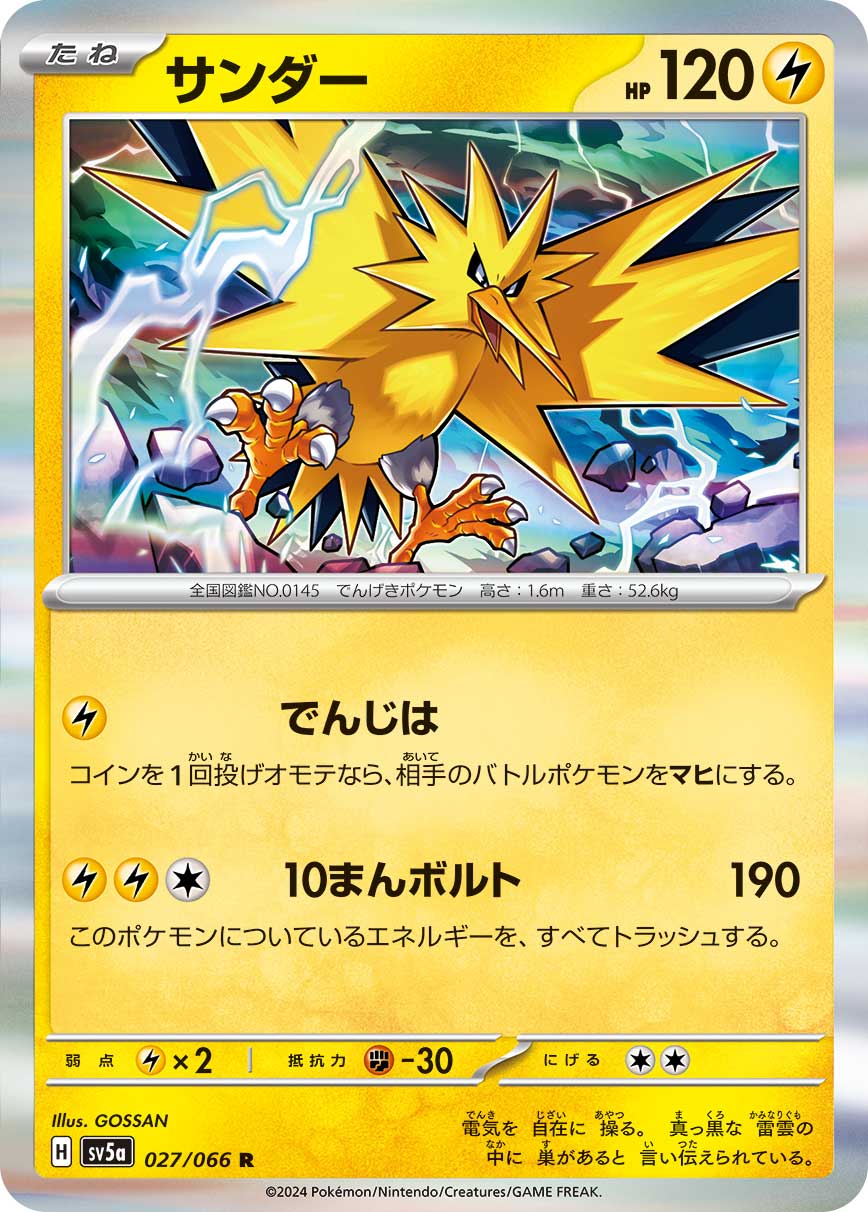 たね サンダー HP 120
全国図鑑NO.0145 でんげきポケモン 高さ:1.6m 重さ:52.6kg
でんじは
コインを1回投げオモテなら、相手のバトルポケモンをマヒにする。
10まんボルト 190
このポケモンについているエネルギーを、すべてトラッシュする。
弱点 ×2 抵抗力 -30 にげる
Illus. GOSSAN
電気を 自在に 操る。 真っ黒な 雷雲の
中に 巣があると 言い伝えられている。
H sv5a 027/066 R
©2024 Pokémon/Nintendo/Creatures/GAME FREAK.